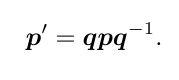 p′ = qpq⁻¹.